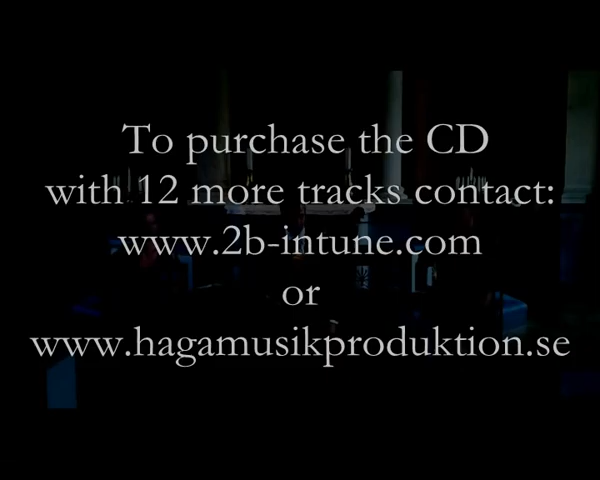 To purchase the CD
with 12 more tracks contact:
www.2b-intune.com
or
www.hagamusikproduktion.se